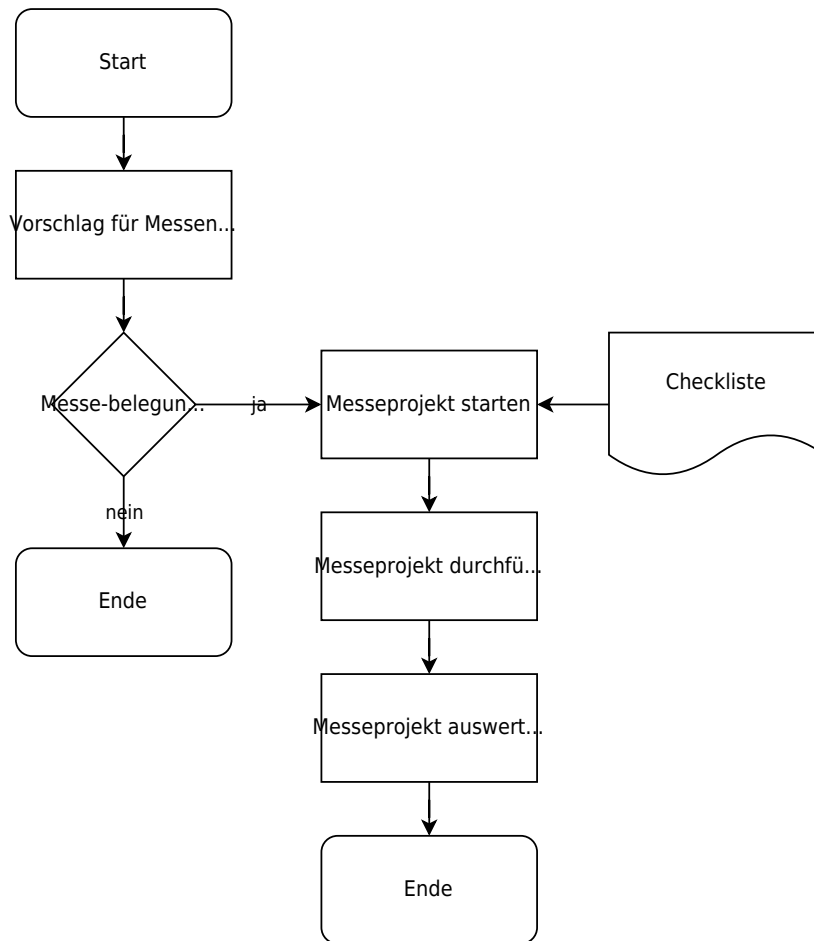 Start
Vorschlag für Messen...
Messe-belegun...
ja
Messeprojekt starten
Checkliste
nein
Messeprojekt durchfü...
Ende
Messeprojekt auswert...
Ende